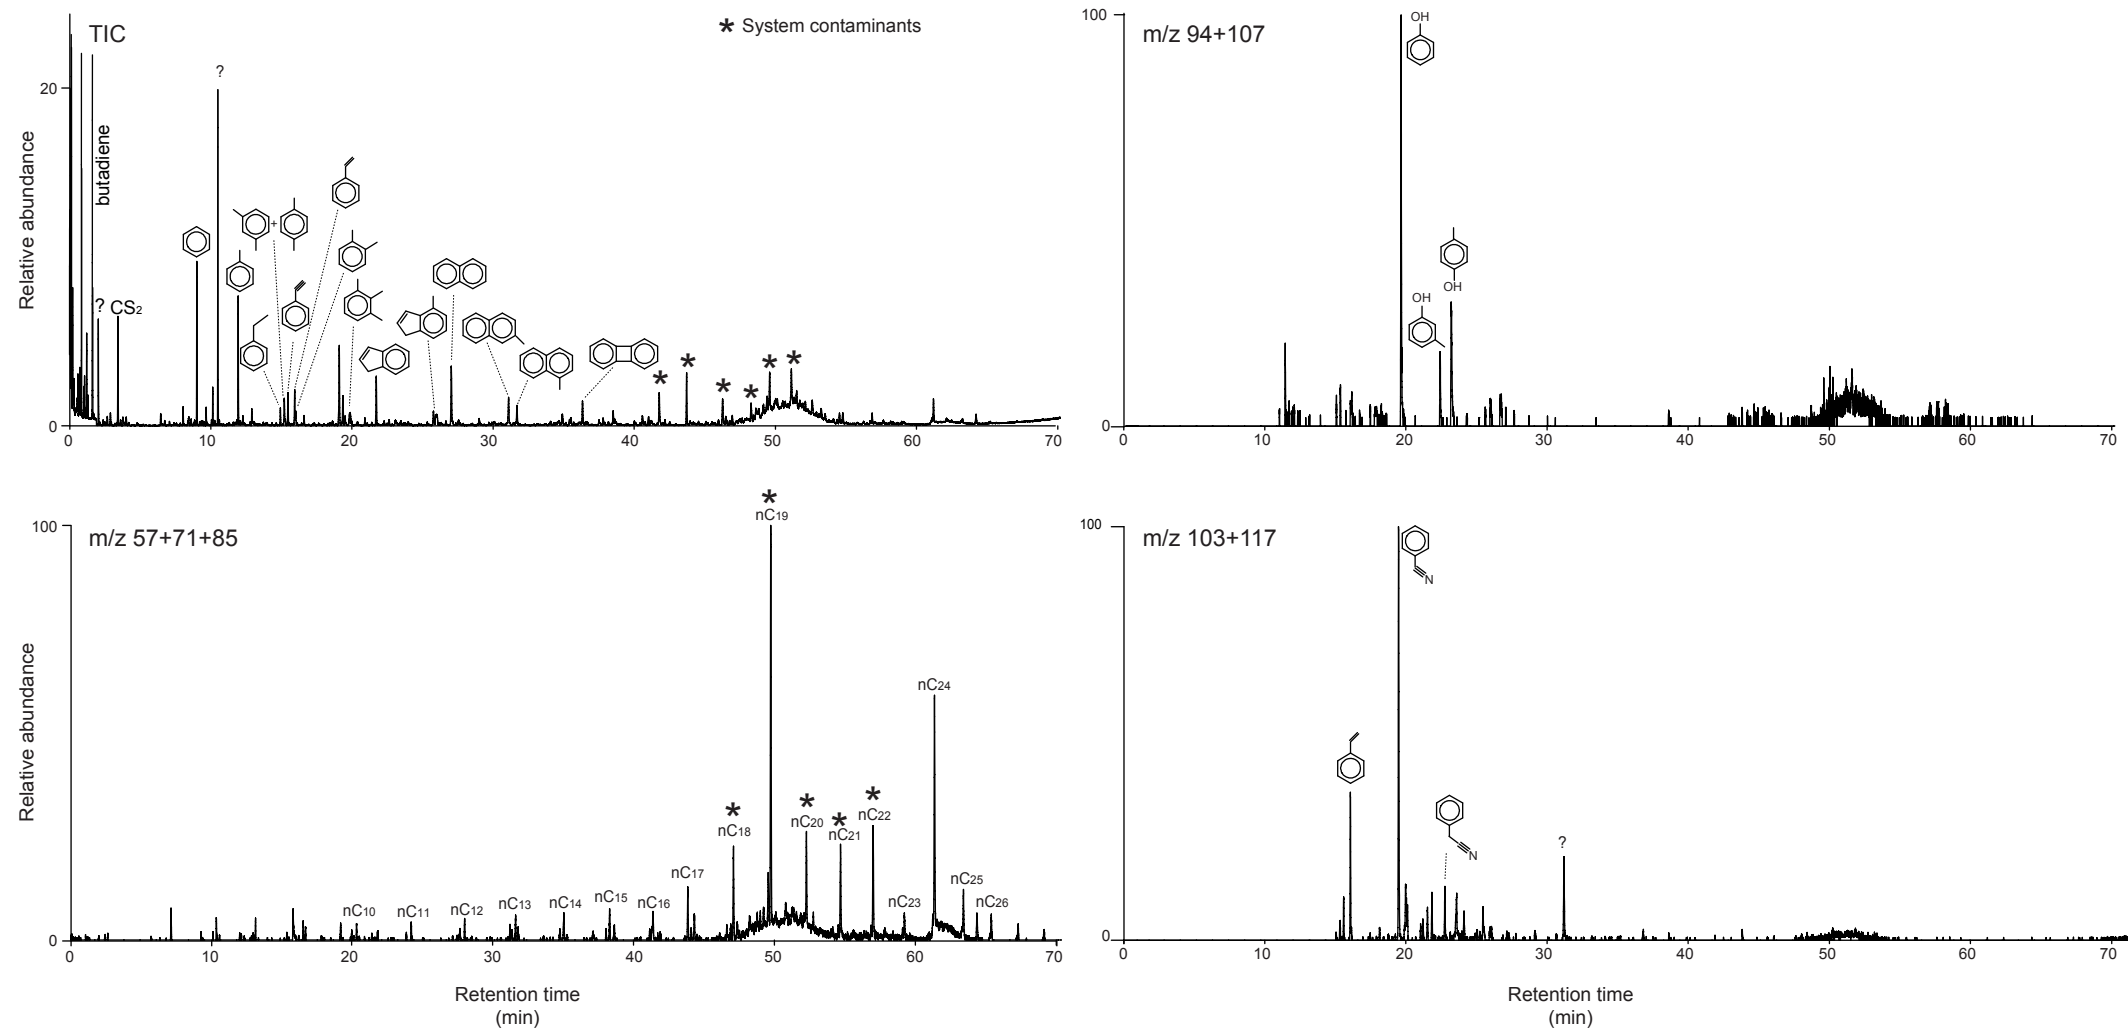 TIC
* System contaminants
20
0
Relative abundance
butadiene
?
? CS2
+
0 10 20 30 40 50 60 70
m/z 94+107
100
0
OH
OH
OH
0 10 20 30 40 50 60 70
m/z 57+71+85
100
0
Relative abundance
nC10
nC11
nC12
nC13
nC14
nC15
nC16
nC17
* nC18
* nC19
* nC20
* nC21
* nC22
nC23
nC24
nC25
nC26
0 10 20 30 40 50 60 70
Retention time
(min)
m/z 103+117
100
0
N
N
?
0 10 20 30 40 50 60 70
Retention time
(min)